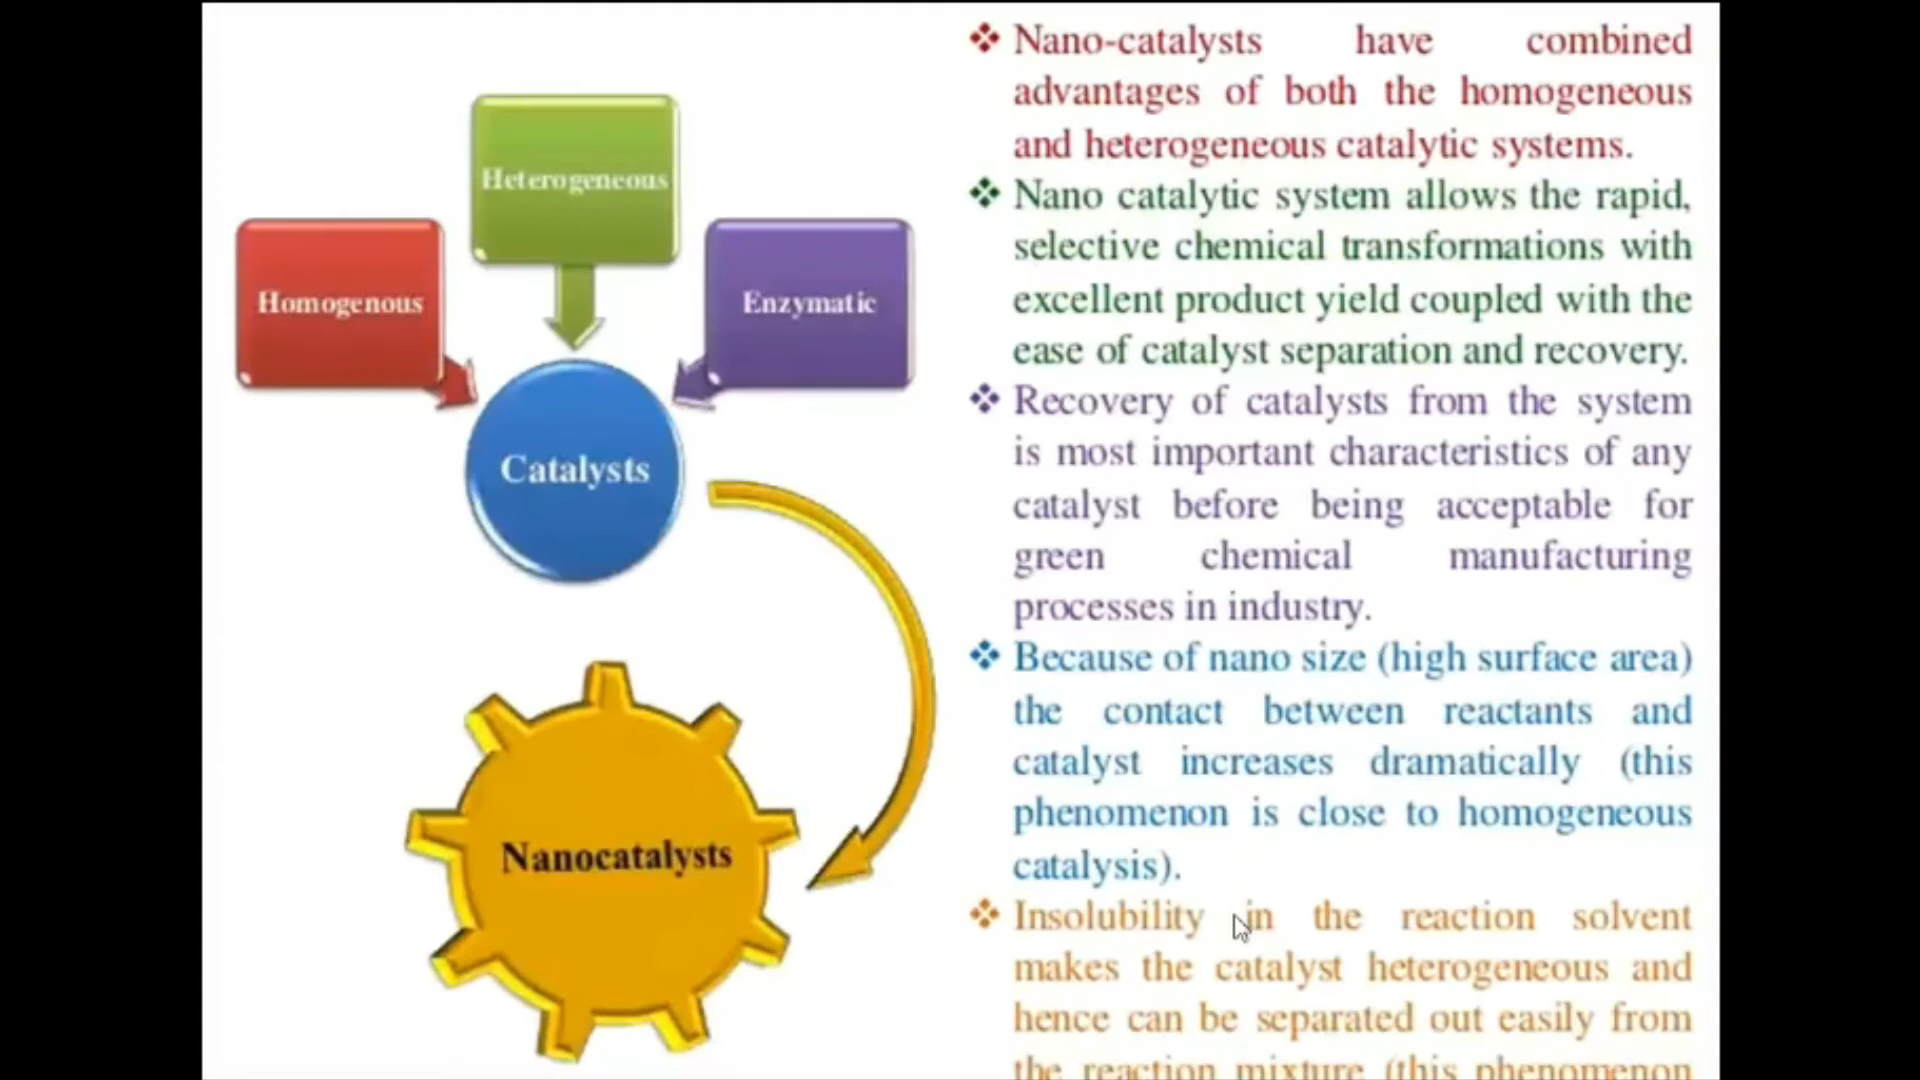 Heterogeneous
Homogenous
Enzymatic
Catalysts
Nanocatalysts
❖ Nano-catalysts have combined
advantages of both the homogeneous
and heterogeneous catalytic systems.
❖ Nano catalytic system allows the rapid,
selective chemical transformations with
excellent product yield coupled with the
ease of catalyst separation and recovery.
❖ Recovery of catalysts from the system
is most important characteristics of any
catalyst before being acceptable for
green chemical manufacturing
processes in industry.
❖ Because of nano size (high surface area)
the contact between reactants and
catalyst increases dramatically (this
phenomenon is close to homogeneous
catalysis).
❖ Insolubility in the reaction solvent
makes the catalyst heterogeneous and
hence can be separated out easily from
the reaction mixture (this phenomenon